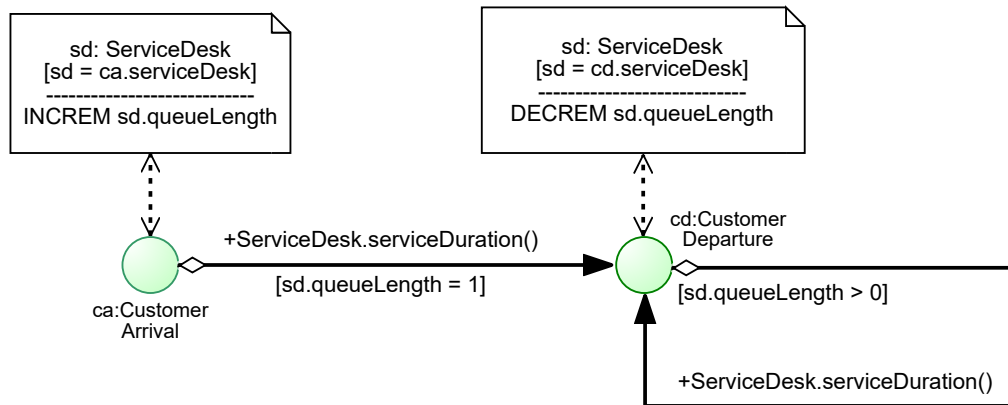 sd: ServiceDesk
[sd = ca.serviceDesk]
----------------------------
INCREM sd.queueLength
sd: ServiceDesk
[sd = cd.serviceDesk]
----------------------------
DECREM sd.queueLength
+ServiceDesk.serviceDuration()
[sd.queueLength = 1]
ca:Customer
Arrival
cd:Customer
Departure
[sd.queueLength > 0]
+ServiceDesk.serviceDuration()